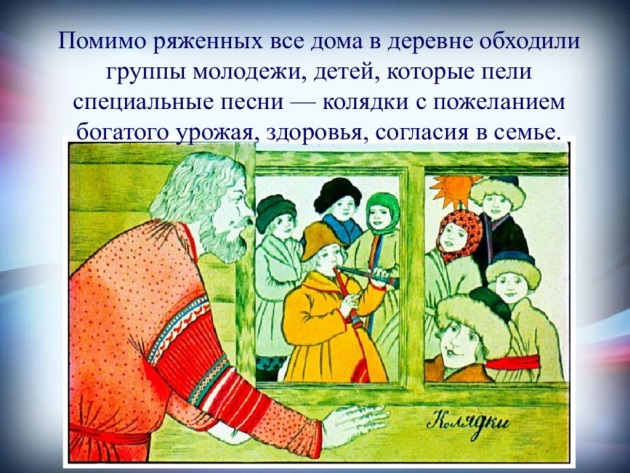 Помимо ряженных все дома в деревне обходили
группы молодежи, детей, которые пели
специальные песни — колядки с пожеланием
богатого урожая, здоровья, согласия в семье.
Колядки